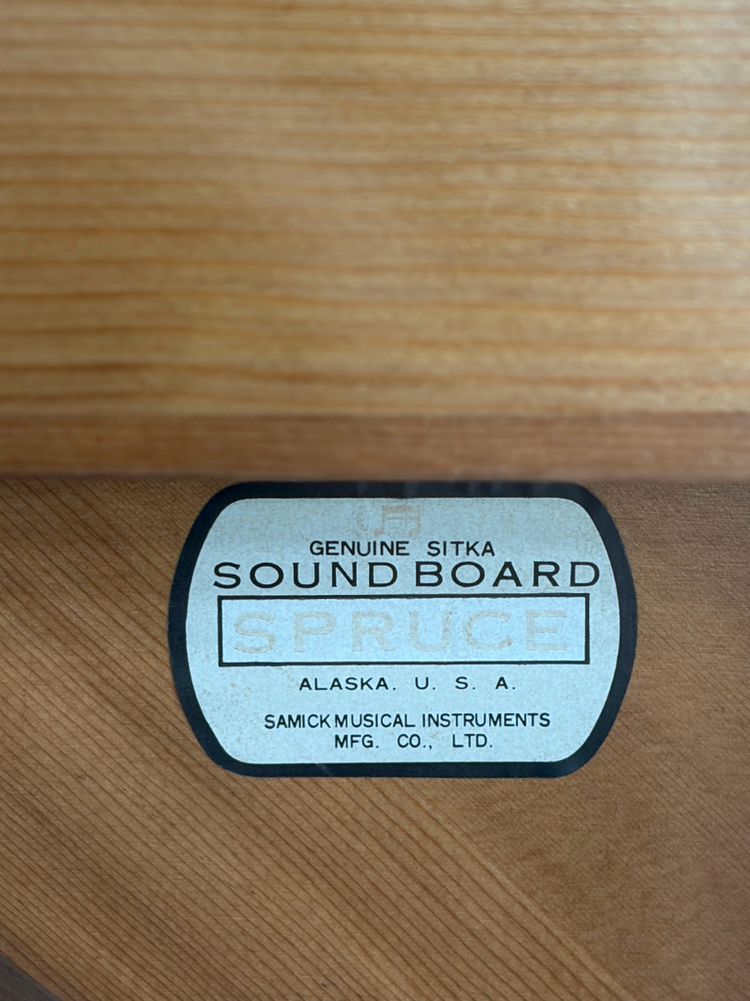 GENUINE SITKA
SOUND BOARD
SPRUCE
ALASKA. U. S. A.
SAMICK MUSICAL INSTRUMENTS
MFG. CO., LTD.